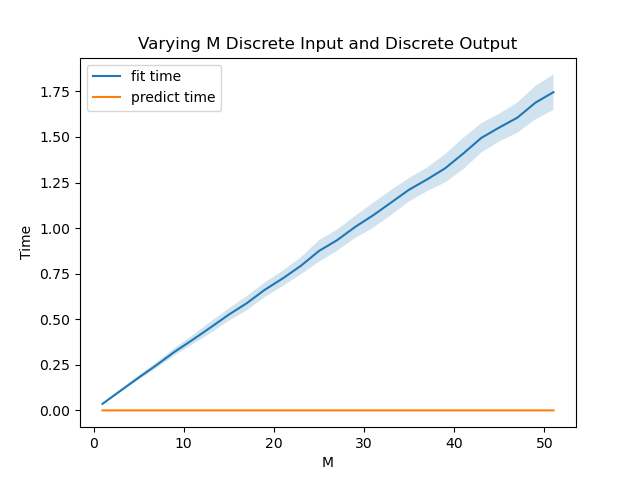 Varying M Discrete Input and Discrete Output
fit time
predict time
1.75
1.50
1.25
1.00
0.75
0.50
0.25
0.00
Time
0 10 20 30 40 50
M